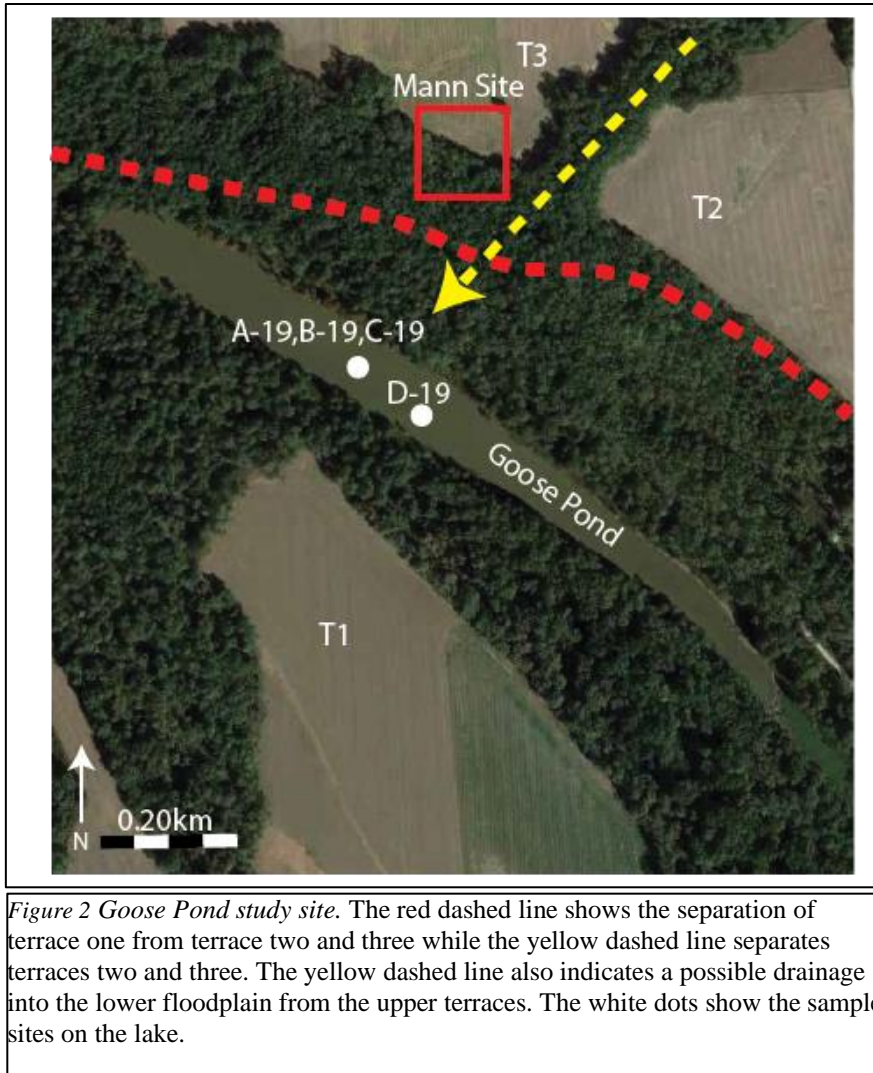 T3
Mann Site
T2
A-19,B-19,C-19
D-19
Goose Pond
T1
0.20km
N
Figure 2 Goose Pond study site. The red dashed line shows the separation of
terrace one from terrace two and three while the yellow dashed line separates
terraces two and three. The yellow dashed line also indicates a possible drainage
into the lower floodplain from the upper terraces. The white dots show the sample
sites on the lake.